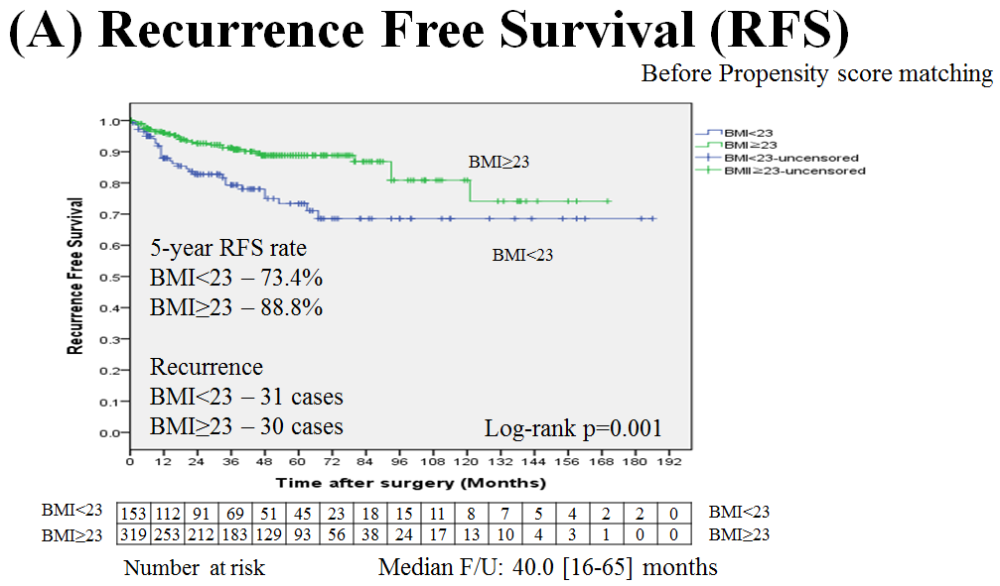 (A) Recurrence Free Survival (RFS)
Before Propensity score matching
Recurrence Free Survival
1.0
0.9
0.8
0.7
0.6
0.5
0.4
0.3
0.2
0.1
0.0
BMI<23
BMI≥23
BMI<23-uncensored
BMII≥23-uncensored
BMI≥23
BMI<23
5-year RFS rate
BMI<23 – 73.4%
BMI≥23 – 88.8%
Recurrence
BMI<23 – 31 cases
BMI≥23 – 30 cases
Log-rank p=0.001
0 12 24 36 48 60 72 84 96 108 120 132 144 156 168 180 192
Time after surgery (Months)
BMI<23 153 112 91 69 51 45 23 18 15 11 8 7 5 4 2 2 0 BMI<23
BMI≥23 319 253 212 183 129 93 56 38 24 17 13 10 4 3 1 0 0 BMI≥23
Number at risk
Median F/U: 40.0 [16-65] months